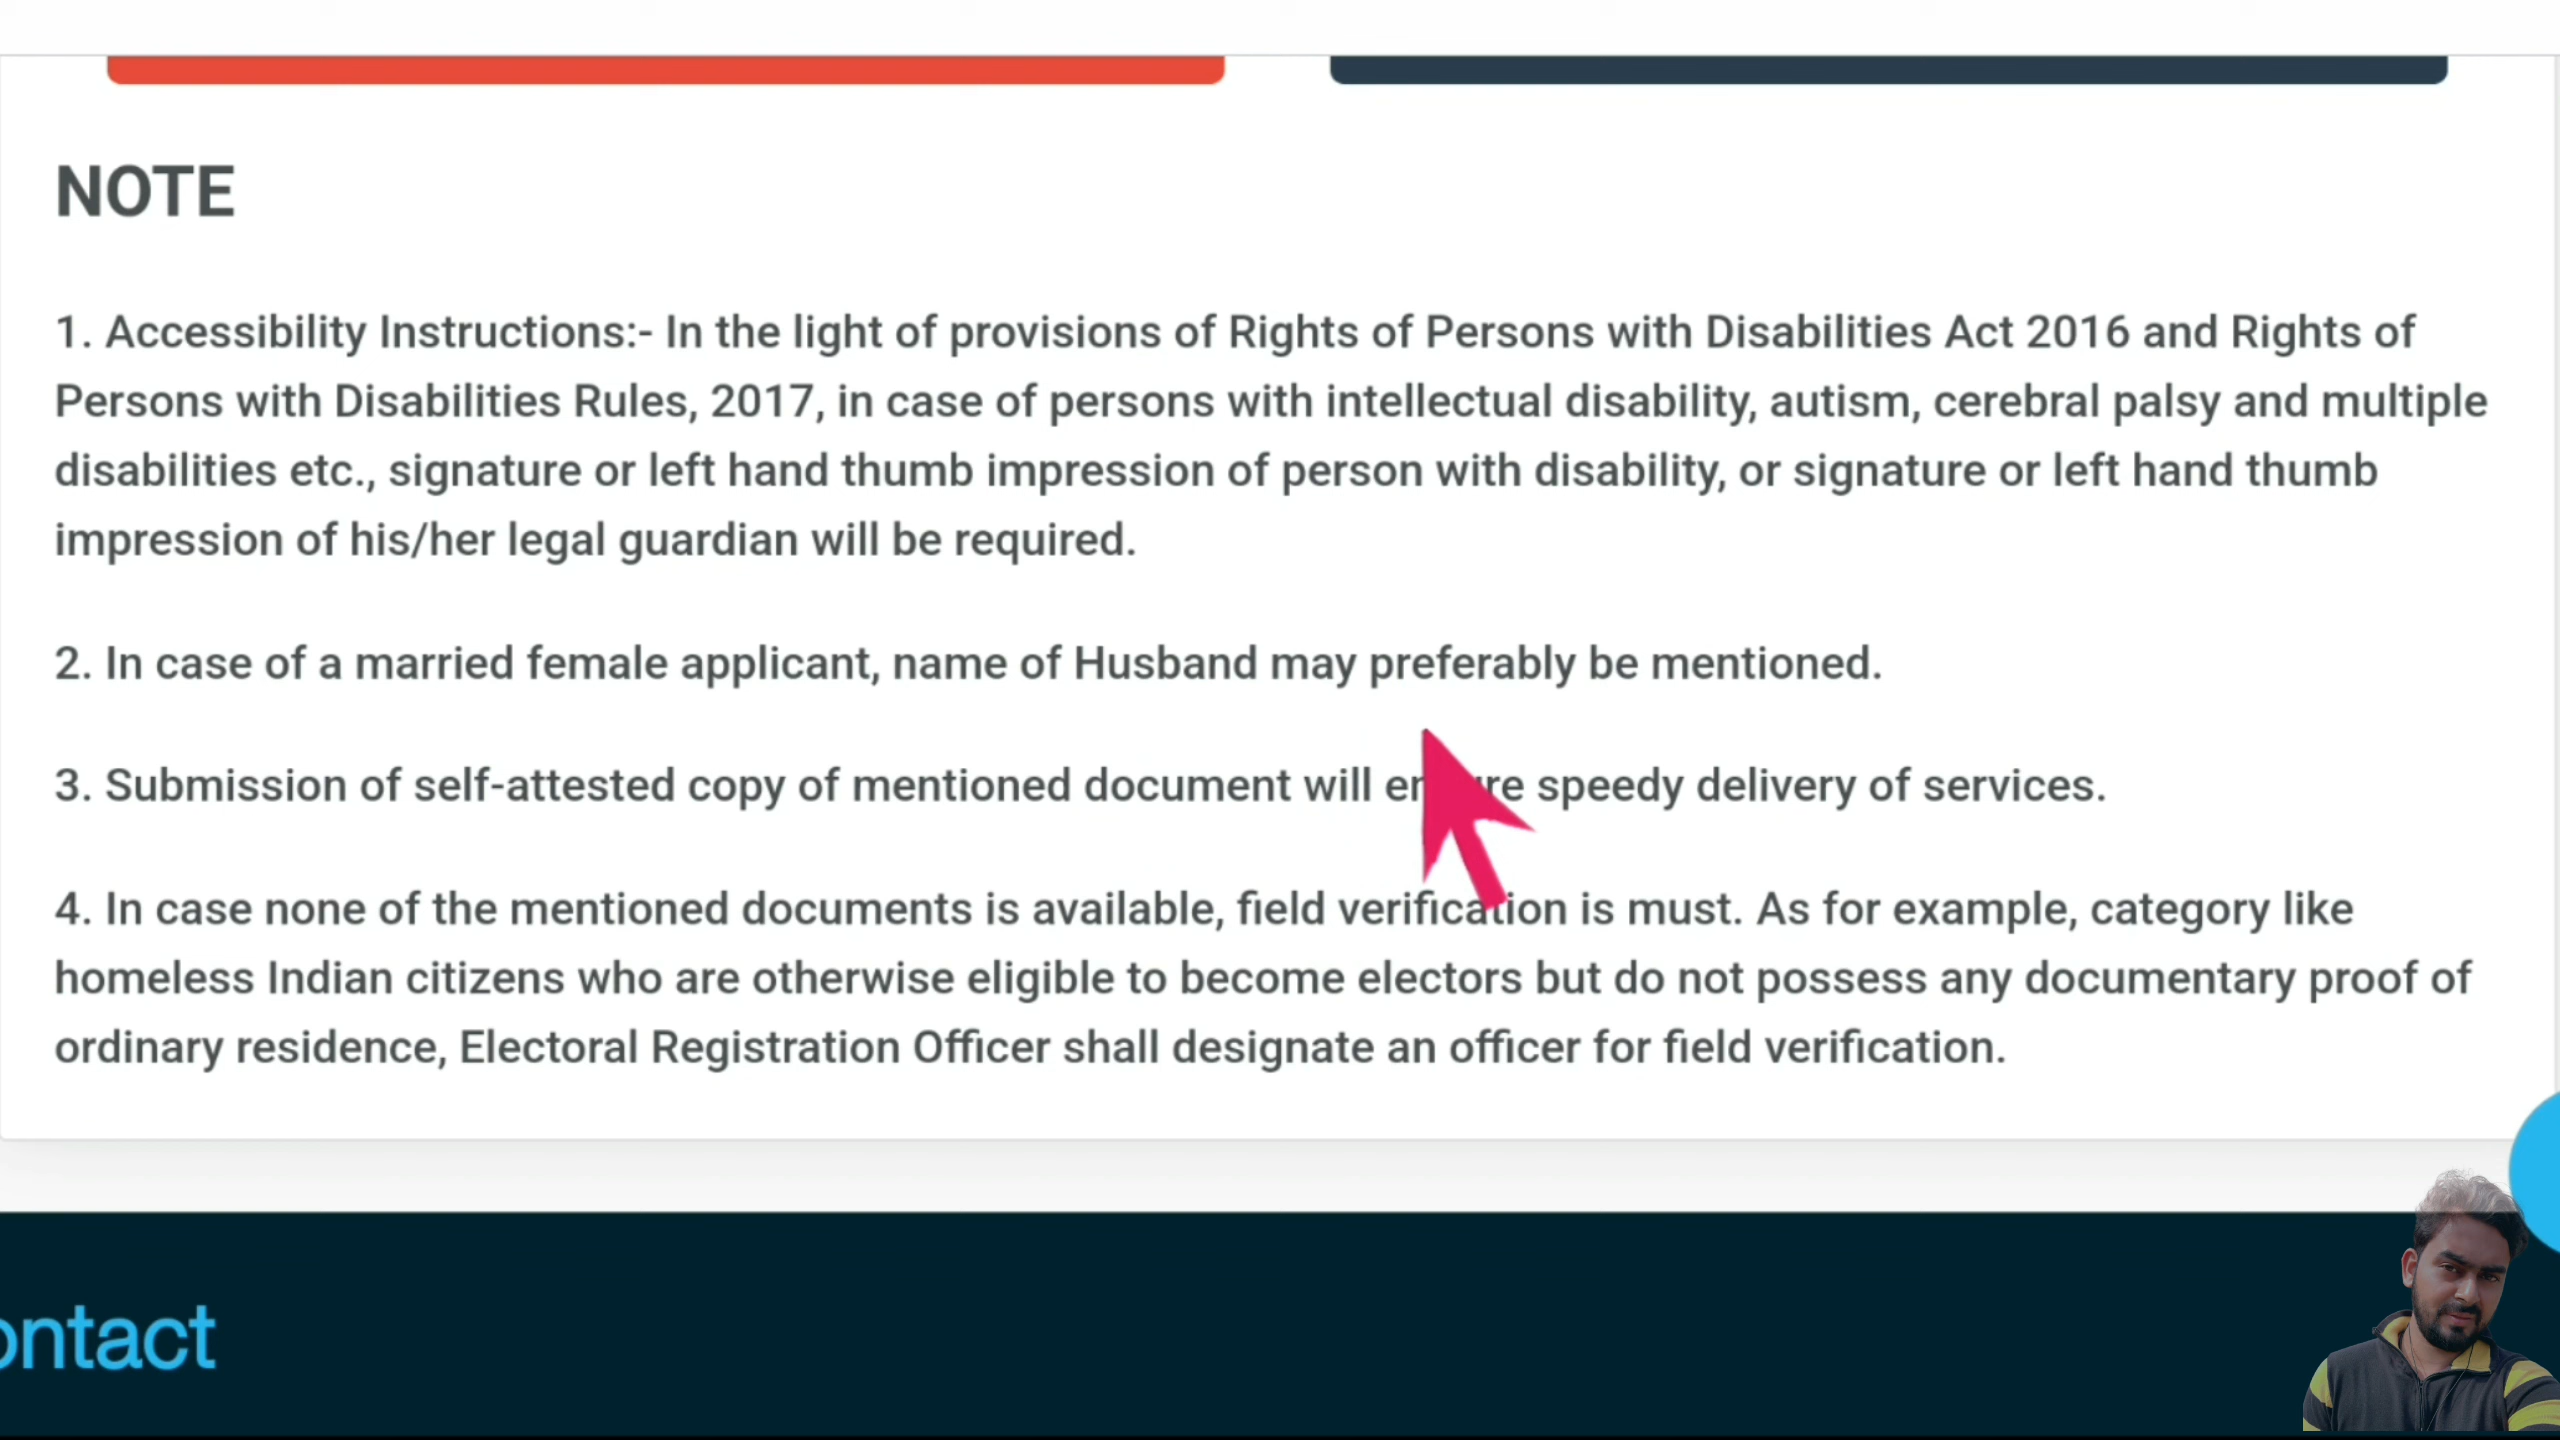 NOTE
1. Accessibility Instructions:- In the light of provisions of Rights of Persons with Disabilities Act 2016 and Rights of
Persons with Disabilities Rules, 2017, in case of persons with intellectual disability, autism, cerebral palsy and multiple
disabilities etc., signature or left hand thumb impression of person with disability, or signature or left hand thumb
impression of his/her legal guardian will be required.
2. In case of a married female applicant, name of Husband may preferably be mentioned.
3. Submission of self-attested copy of mentioned document will speedy delivery of services.
4. In case none of the mentioned documents is available, field verification is must. As for example, category like
homeless Indian citizens who are otherwise eligible to become electors but do not possess any documentary proof of
ordinary residence, Electoral Registration Officer shall designate an officer for field verification.
ontact